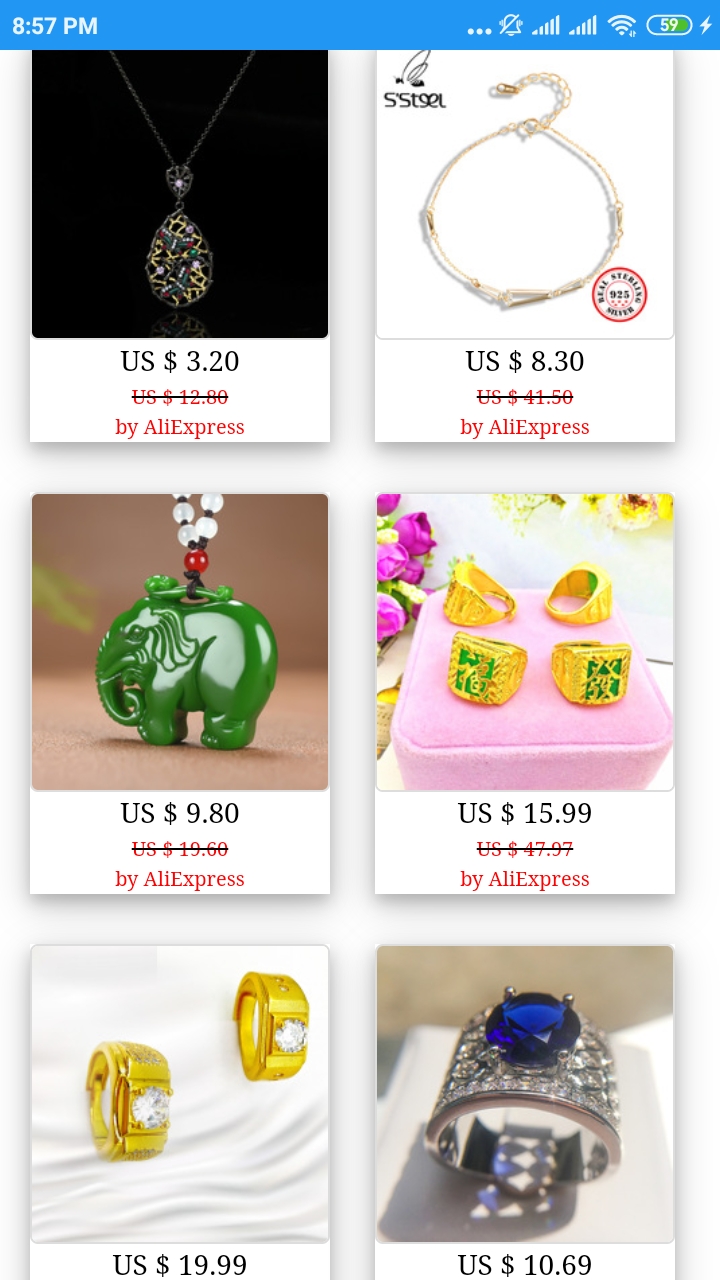 8:57 PM
59
S'STEEL
REAL STERLING
925
SILVER
US $ 3.20
US $ 12.80
by AliExpress
US $ 8.30
US $ 41.50
by AliExpress
US $ 9.80
US $ 19.60
by AliExpress
US $ 15.99
US $ 47.97
by AliExpress
US $ 19.99
US $ 10.69